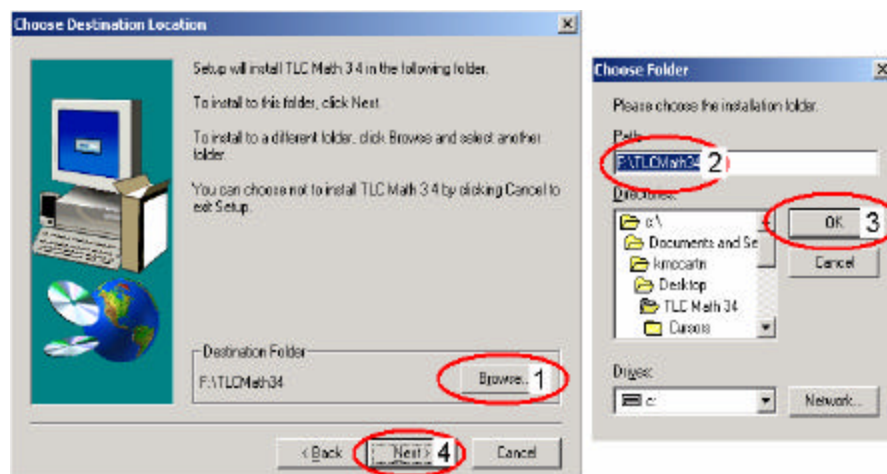 Choose Destination Location
Setup will install TLC Math 3 4 in the following folder.
To install to this folder, click Next.
To install to a different folder, click Browse and select another
folder.
You can choose not to install TLC Math 3 4 by clicking Cancel to
exit Setup.
Destination Folder
F:\TLCMath34
Browse.. 1
< Back
Next > 4
Cancel
Choose Folder
Please choose the installation folder.
Path:
F:\TLCMath34 2
Directories:
c:\
Documents and Se
kmccartn
Desktop
TLC Math 34
Cursors
OK 3
Cancel
Drives:
c:
Network...